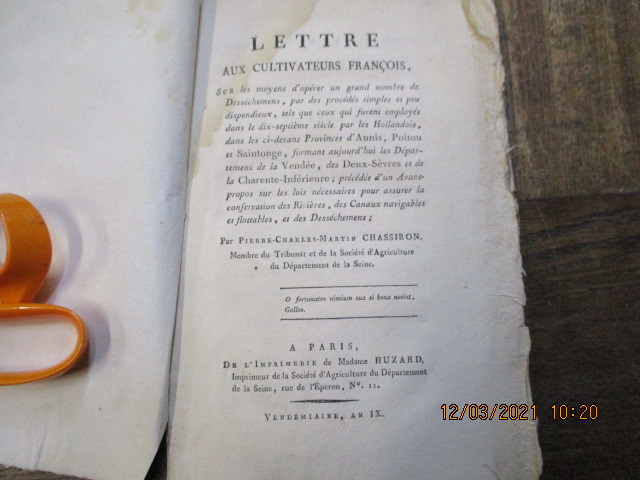 LETTRE
AUX CULTIVATEURS FRANÇOIS,
SUR les moyens d'opérer un grand nombre de
Desséchemens, par des procédés simples et peu
dispendieux, tels que ceux qui furent employés
dans le dix-septième siècle par les Hollandois,
dans les ci-devant Provinces d'Aunis, Poitou
et Saintonge, formant aujourd'hui les Dépar-
temens de la Vendée, des Deux-Sèvres et de
la Charente-Inférieure; précédée d'un Avant-
propos sur les lois nécessaires pour assurer la
conservation des Rivières, des Canaux navigables
et flottables, et des Desséchemens;
Par PIERRE-CHARLES-MARTIN CHASSIRON.
Membre du Tribunat et de la Société d'Agriculture
du Département de la Seine.
O fortunatos nimium sua si bona norint,
Gallos.
A PARIS,
DE L'IMPRIMERIE de Madame HUZARD,
Imprimeur de la Société d'Agriculture du Département
de la Seine, rue de l'Éperon, Nº. 11.
VENDÉMIAIRE, AN IX.
12/03/2021 10:20